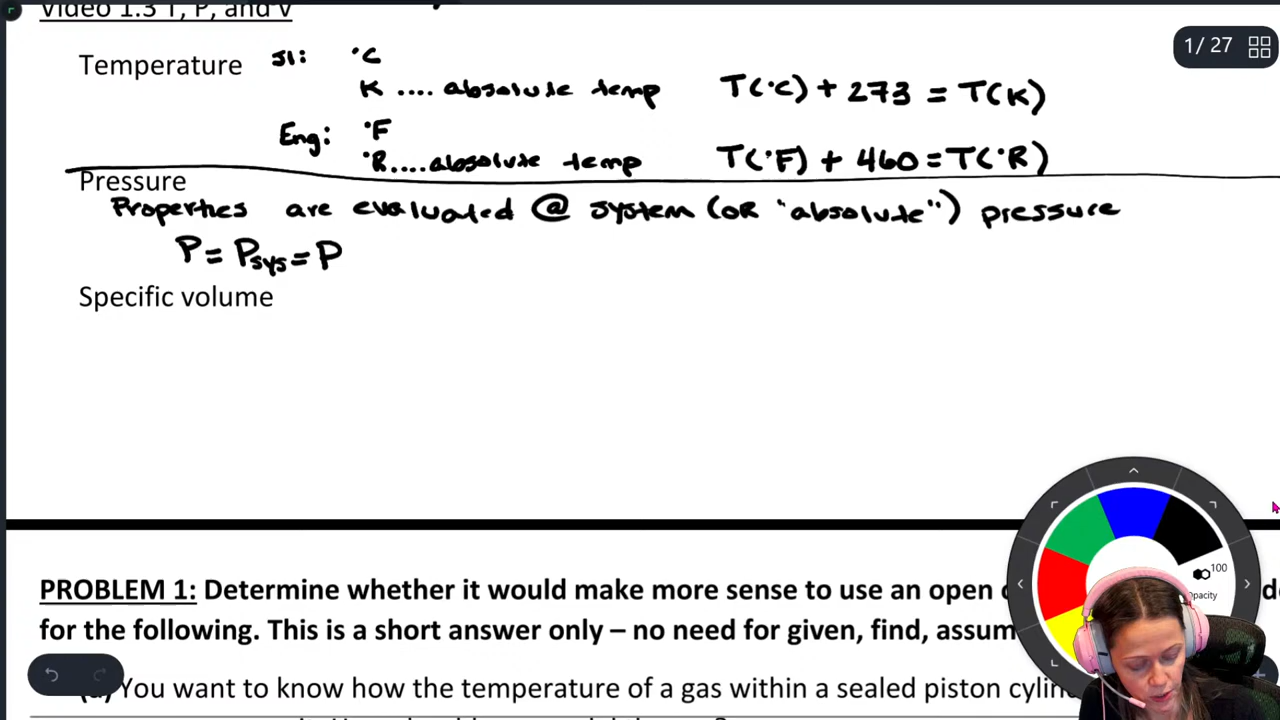 Video 1.3 T, P, and V
1/27
Temperature SI: °C
K .... absolute temp T(°C) + 273 = T(K)
Eng: °F
°R.... absolute temp T(°F) + 460 = T(°R)
Pressure
Properties are evaluated @ system (OR "absolute") pressure
P = Psys = P
Specific volume
100
opacity
PROBLEM 1: Determine whether it would make more sense to use an open
for the following. This is a short answer only – no need for given, find, assum
You want to know how the temperature of a gas within a sealed piston cylin